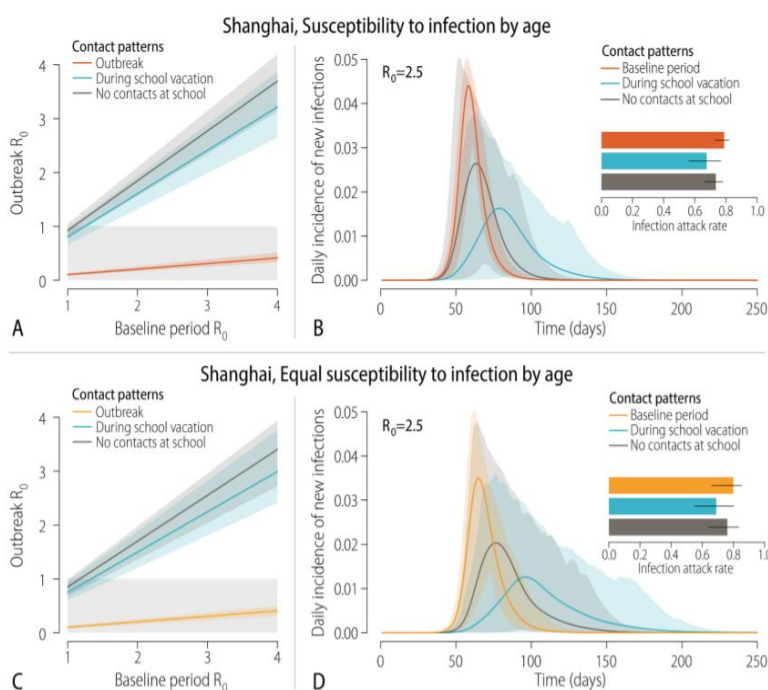 Shanghai, Susceptibility to infection by age
Contact patterns
Outbreak
During school vacation
No contacts at school
4
3
2
1
0
Outbreak R0
1 2 3 4
Baseline period R0
A
R0=2.5
Contact patterns
Baseline period
During school vacation
No contacts at school
0.05
0.04
0.03
0.02
0.01
0.00
Daily incidence of new infections
0.0 0.2 0.4 0.6 0.8 1.0
Infection attack rate
0 50 100 150 200 250
Time (days)
B
Shanghai, Equal susceptibility to infection by age
Contact patterns
Outbreak
During school vacation
No contacts at school
4
3
2
1
0
Outbreak R0
1 2 3 4
Baseline period R0
C
R0=2.5
Contact patterns
Baseline period
During school vacation
No contacts at school
0.05
0.04
0.03
0.02
0.01
0.00
Daily incidence of new infections
0.0 0.2 0.4 0.6 0.8 1.0
Infection attack rate
0 50 100 150 200 250
Time (days)
D